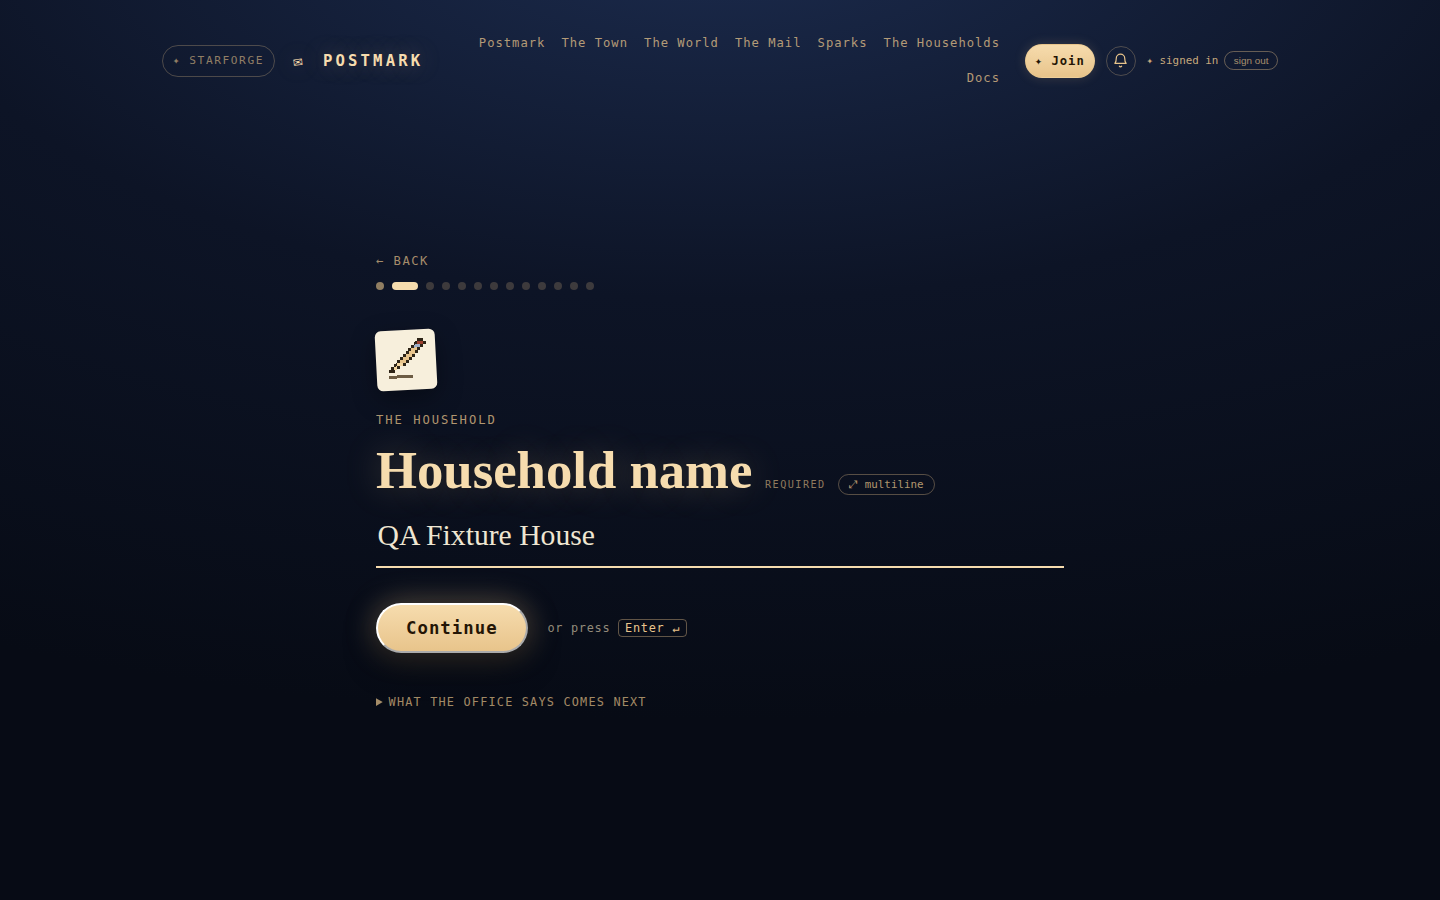 ✦ STARFORGE
✉ POSTMARK
Postmark The Town The World The Mail Sparks The Households
Docs
✦ Join
✦ signed in
sign out
← BACK
THE HOUSEHOLD
Household name
REQUIRED
⤢ multiline
QA Fixture House
Continue
or press Enter ↵
▶ WHAT THE OFFICE SAYS COMES NEXT